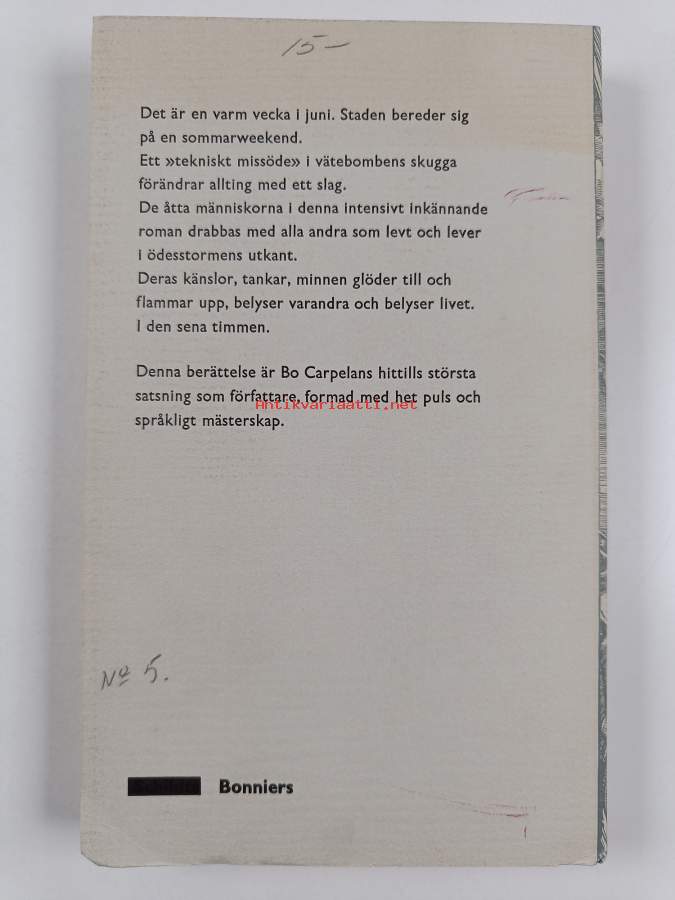 15–
Det är en varm vecka i juni. Staden bereder sig
på en sommarweekend.
Ett »tekniskt missöde» i vätebombens skugga
förändrar allting med ett slag.
De åtta människorna i denna intensivt inkännande
roman drabbas med alla andra som levt och lever
i ödesstormens utkant.
Deras känslor, tankar, minnen glöder till och
flammar upp, belyser varandra och belyser livet.
I den sena timmen.
Denna berättelse är Bo Carpelans hittills största
satsning som författare, formad med het puls och
Antikvariaatti.net
språkligt mästerskap.
Nº 5.
Bonniers